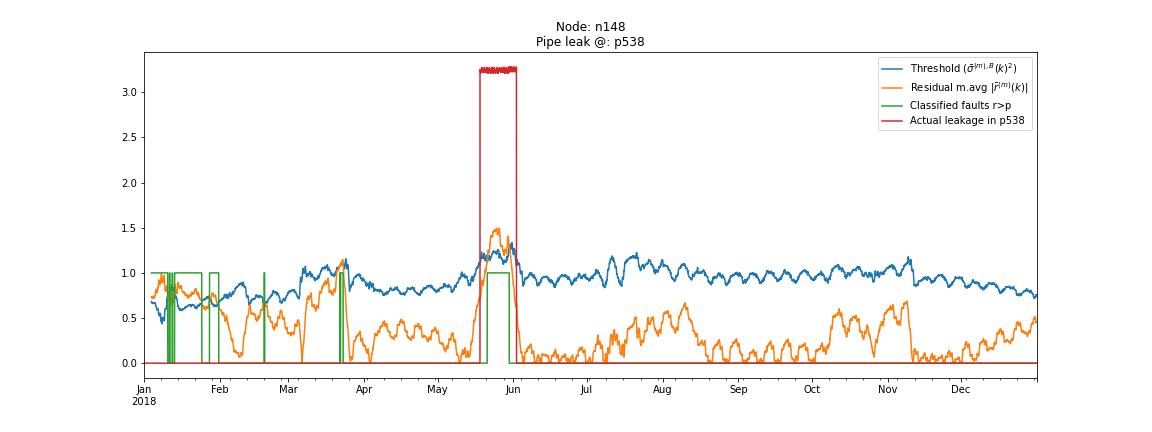 Node: n148
Pipe leak @: p538
Threshold (σ̄⁽ᵐ⁾,ᴮ(k)²)
Residual m.avg |r̄⁽ᵐ⁾(k)|
Classified faults r>p
Actual leakage in p538
3.0
2.5
2.0
1.5
1.0
0.5
0.0
Jan Feb Mar Apr May Jun Jul Aug Sep Oct Nov Dec
2018